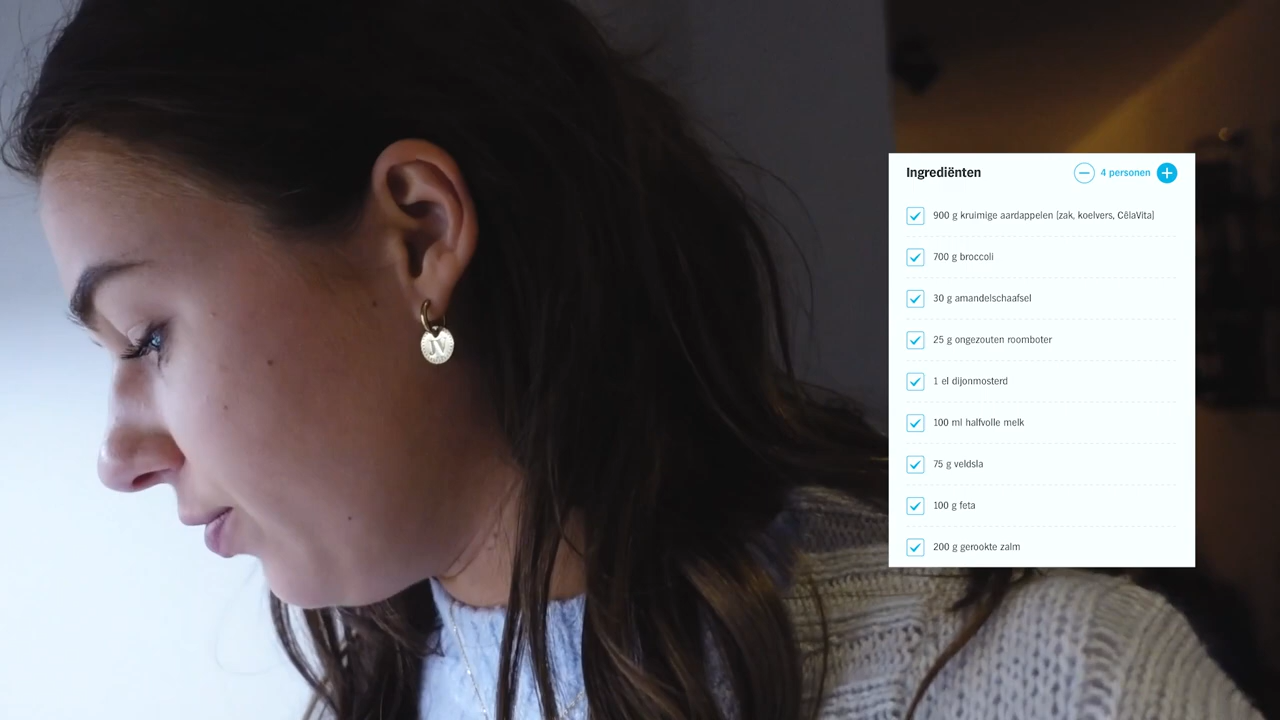 Ingrediënten
4 personen
900 g kruimige aardappelen [zak, koelvers, CêlaVita]
700 g broccoli
30 g amandelschaafsel
25 g ongezouten roomboter
1 el dijonmosterd
100 ml halfvolle melk
75 g veldsla
100 g feta
200 g gerookte zalm
JV